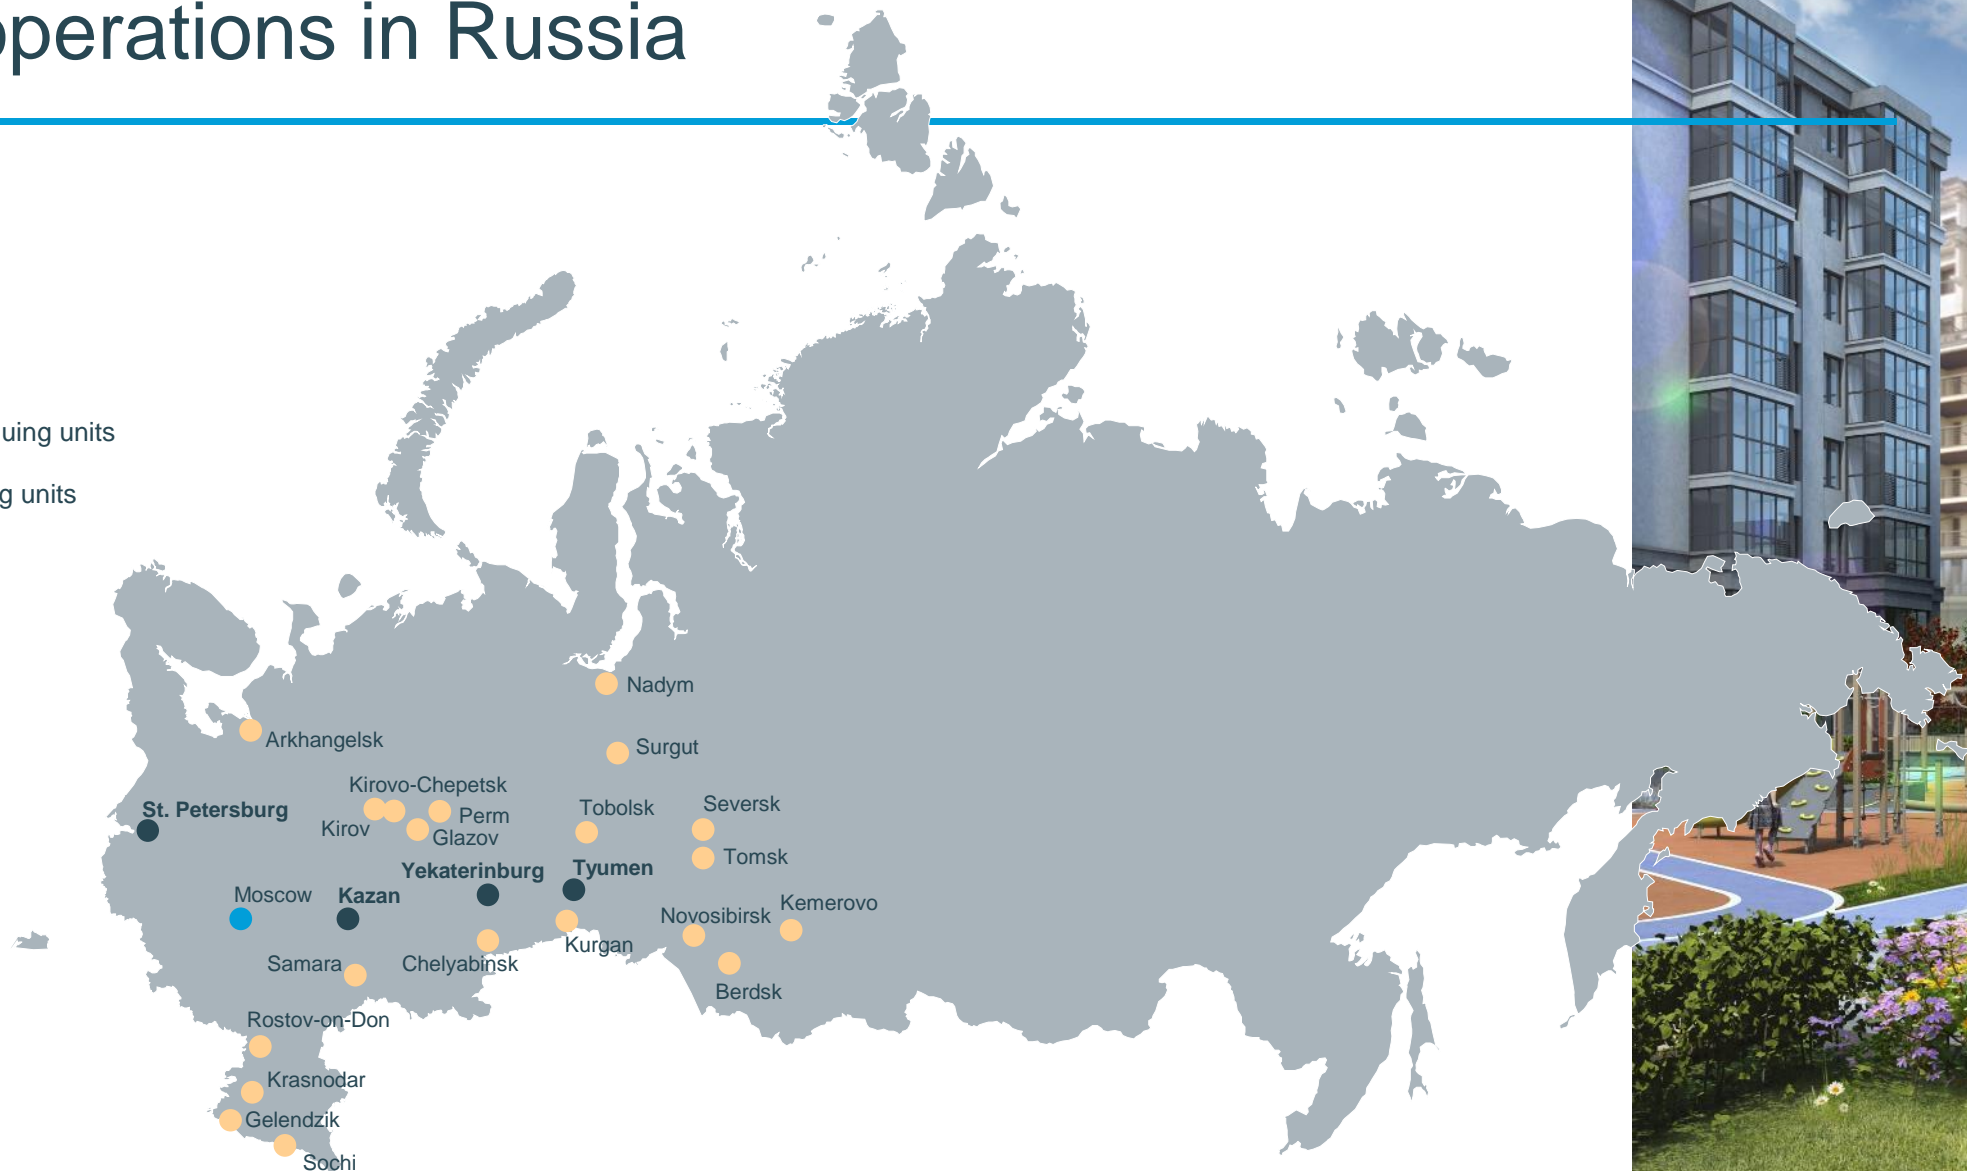 operations in Russia
uing units
g units
Nadym
Arkhangelsk
Surgut
Kirovo-Chepetsk
St. Petersburg
Kirov
Perm
Glazov
Tobolsk
Seversk
Tomsk
Yekaterinburg
Tyumen
Moscow
Kazan
Kemerovo
Novosibirsk
Kurgan
Samara
Chelyabinsk
Berdsk
Rostov-on-Don
Krasnodar
Gelendzik
Sochi